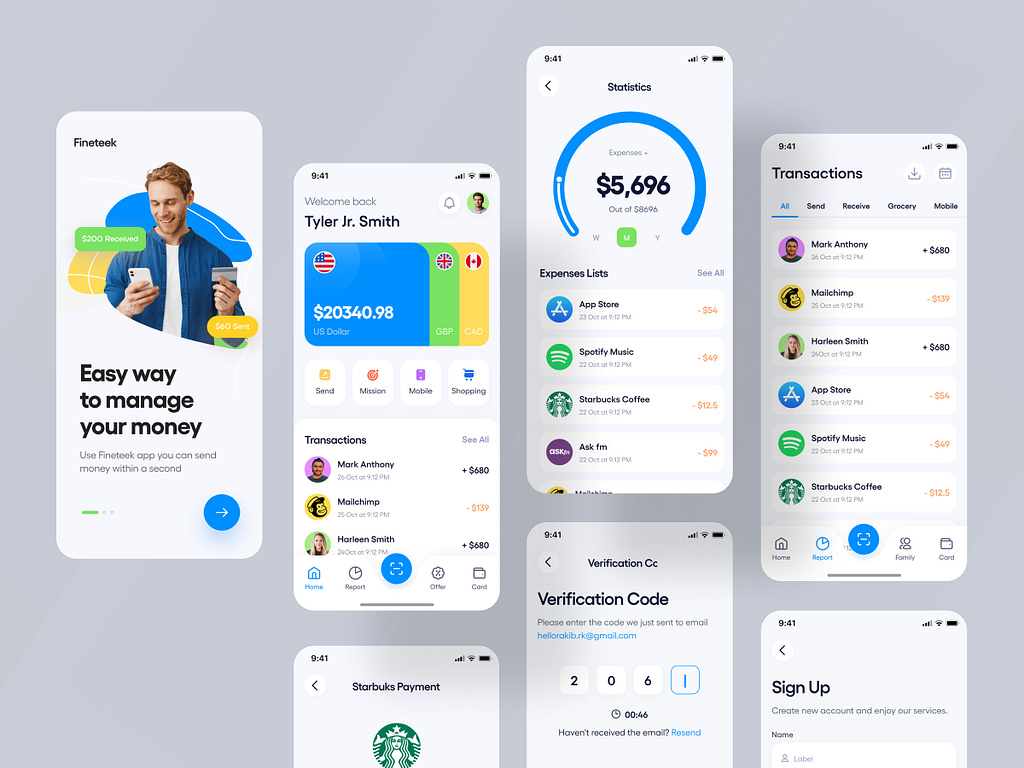 Fineteek
$200 Received
$60 Sent
Easy way
to manage
your money
Use Fineteek app you can send
money within a second
9:41
Welcome back
Tyler Jr. Smith
$20340.98
US Dollar
GBP
CAD
Send
Mission
Mobile
Shopping
Transactions
See All
Mark Anthony
26 Oct at 9:12 PM
+ $680
Mailchimp
25 Oct at 9:12 PM
- $139
Harleen Smith
24Oct at 9:12 PM
+ $680
Home
Report
Offer
Card
9:41
Starbuks Payment
9:41
Statistics
Expenses
$5,696
Out of $8696
W
M
Y
Expenses Lists
See All
App Store
23 Oct at 9:12 PM
- $54
Spotify Music
22 Oct at 9:12 PM
- $49
Starbucks Coffee
22 Oct at 9:12 PM
- $12.5
ASKfm
Ask fm
22 Oct at 9:12 PM
- $99
Mailchimp
9:41
Verification Cc
Verification Code
Please enter the code we just sent to email
hellorakib.rk@gmail.com
2 0 6
00:46
Haven't received the email? Resend
9:41
Transactions
All Send Receive Grocery Mobile
Mark Anthony
26 Oct at 9:12 PM
+ $680
Mailchimp
25 Oct at 9:12 PM
- $139
Harleen Smith
24Oct at 9:12 PM
+ $680
App Store
23 Oct at 9:12 PM
- $54
Spotify Music
22 Oct at 9:12 PM
- $49
Starbucks Coffee
22 Oct at 9:12 PM
- $12.5
Home
Report
Family
Card
9:41
Sign Up
Create new account and enjoy our services.
Name
Label